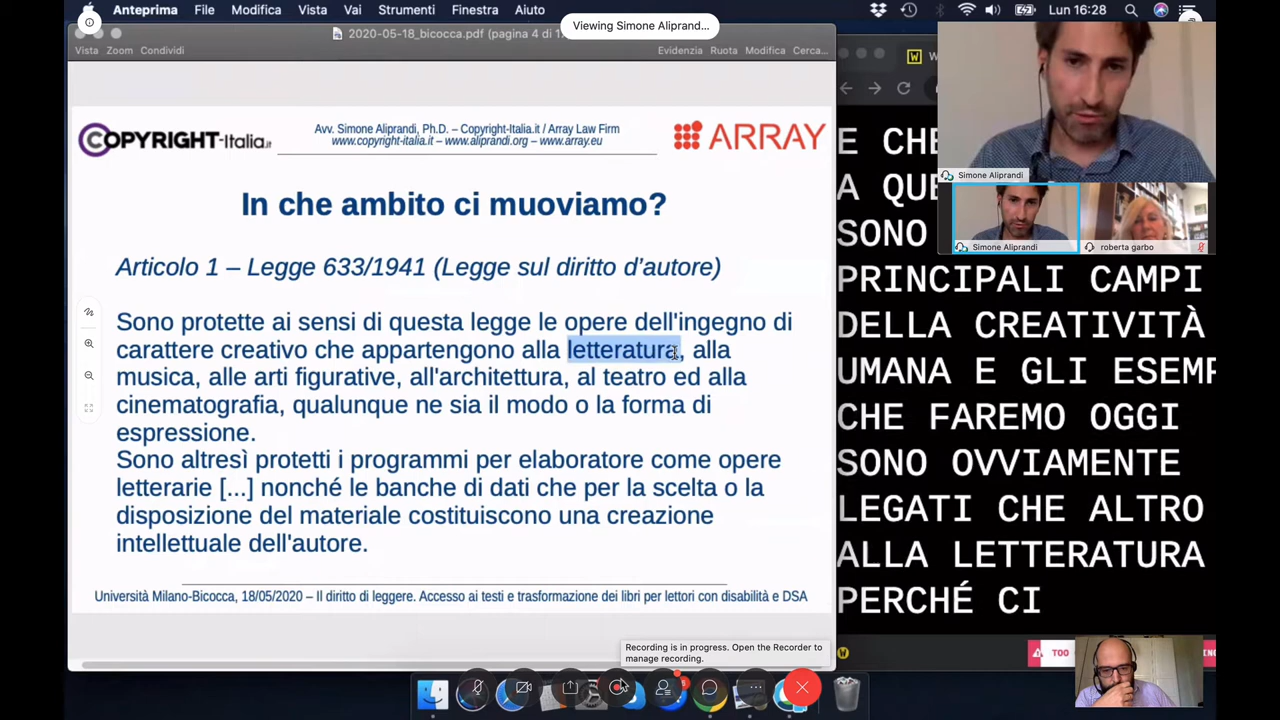 Anteprima File Modifica Vista Vai Strumenti Finestra Aiuto
Lun 16:28
Viewing Simone Aliprand...
2020-05-18_bicocca.pdf (pagina 4 di 1
Vista Zoom Condividi
Evidenzia Ruota Modifica Cerca...
COPYRIGHT-Italia.it
Avv. Simone Aliprandi, Ph.D. – Copyright-Italia.it / Array Law Firm
www.copyright-italia.it – www.aliprandi.org – www.array.eu
ARRAY
In che ambito ci muoviamo?
Articolo 1 – Legge 633/1941 (Legge sul diritto d'autore)
Sono protette ai sensi di questa legge le opere dell'ingegno di
carattere creativo che appartengono alla letteratura, alla
musica, alle arti figurative, all'architettura, al teatro ed alla
cinematografia, qualunque ne sia il modo o la forma di
espressione.
Sono altresì protetti i programmi per elaboratore come opere
letterarie [...] nonché le banche di dati che per la scelta o la
disposizione del materiale costituiscono una creazione
intellettuale dell'autore.
Università Milano-Bicocca, 18/05/2020 – Il diritto di leggere. Accesso ai testi e trasformazione dei libri per lettori con disabilità e DSA
Recording is in progress. Open the Recorder to
manage recording.
Simone Aliprandi
Simone Aliprandi
roberta garbo
E CHE
A QUE
SONO
PRINCIPALI CAMPI
DELLA CREATIVITÀ
UMANA E GLI ESEMP
CHE FAREMO OGGI
SONO OVVIAMENTE
LEGATI CHE ALTRO
ALLA LETTERATURA
PERCHÉ CI
TOO